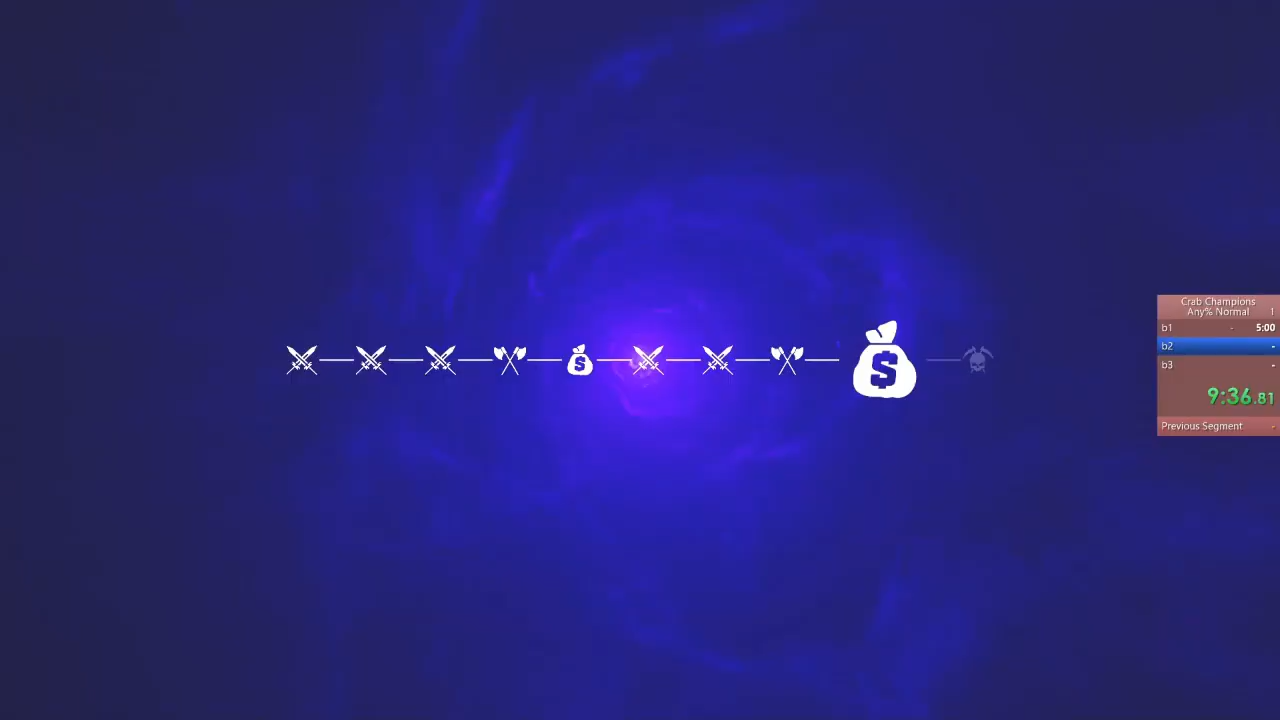 $
$
Crab Champions
Any% Normal 1
b1 - 5:00
b2 -
b3 -
9:36.81
Previous Segment -